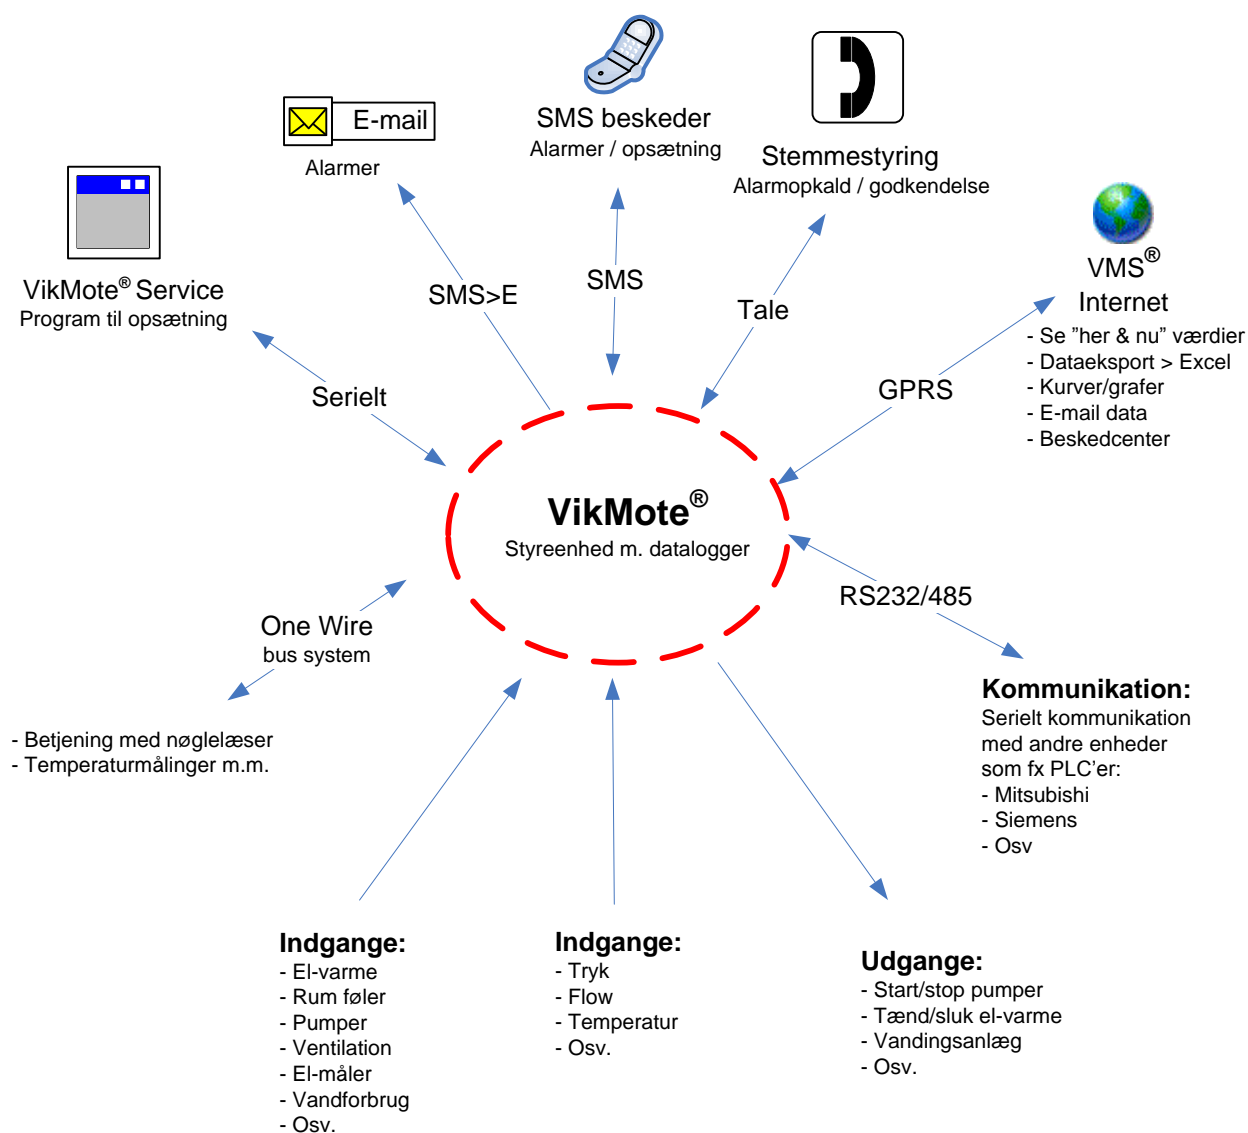 E-mail
Alarmer
SMS beskeder
Alarmer / opsætning
Stemmestyring
Alarmopkald / godkendelse
VikMote® Service
Program til opsætning
VMS®
Internet
- Se ”her & nu” værdier
- Dataeksport > Excel
- Kurver/grafer
- E-mail data
- Beskedcenter
SMS>E
SMS
Tale
Serielt
GPRS
VikMote®
Styreenhed m. datalogger
RS232/485
One Wire
bus system
- Betjening med nøglelæser
- Temperaturmålinger m.m.
Kommunikation:
Serielt kommunikation
med andre enheder
som fx PLC’er:
- Mitsubishi
- Siemens
- Osv
Indgange:
- El-varme
- Rum føler
- Pumper
- Ventilation
- El-måler
- Vandforbrug
- Osv.
Indgange:
- Tryk
- Flow
- Temperatur
- Osv.
Udgange:
- Start/stop pumper
- Tænd/sluk el-varme
- Vandingsanlæg
- Osv.